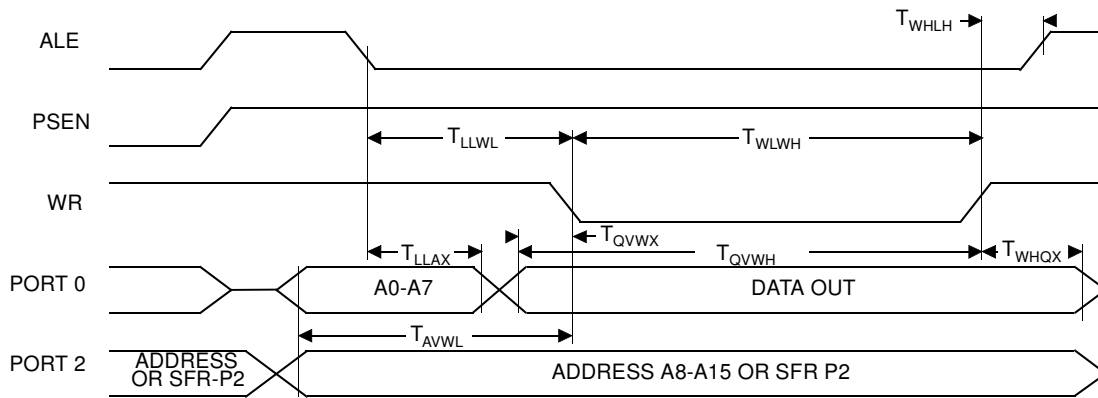 T_WHLH
ALE
PSEN
T_LLWL
T_WLWH
WR
T_QVWX
T_LLAX
T_QVWH
T_WHQX
PORT 0
A0-A7
DATA OUT
T_AVWL
PORT 2
ADDRESS
OR SFR-P2
ADDRESS A8-A15 OR SFR P2